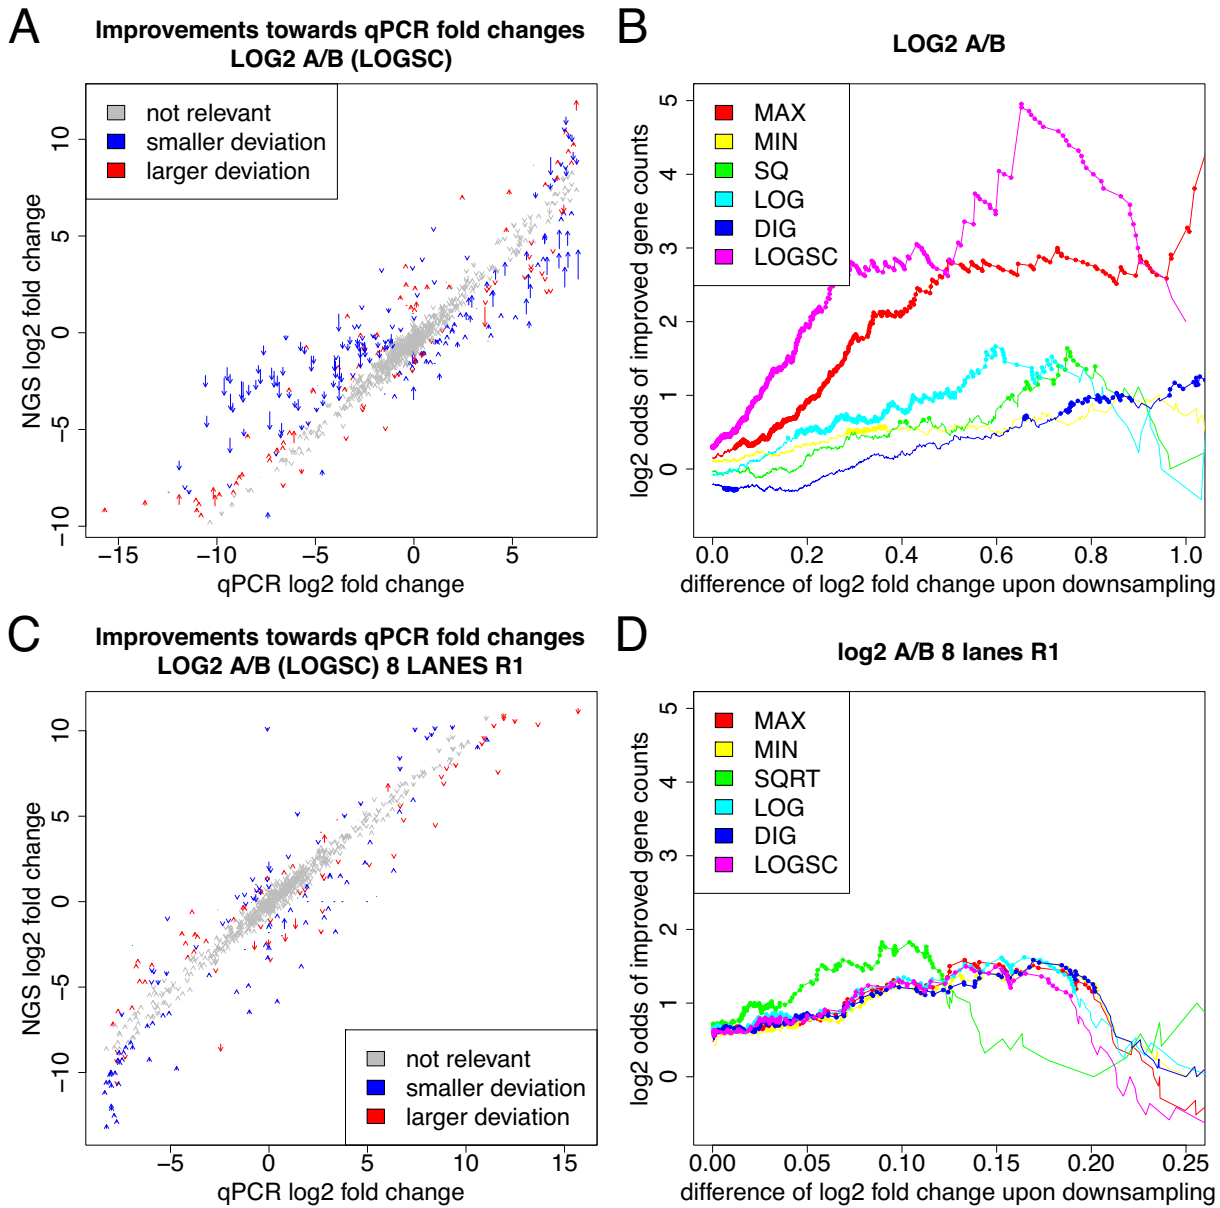 A
Improvements towards qPCR fold changes
LOG2 A/B (LOGSC)
not relevant
smaller deviation
larger deviation
NGS log2 fold change
10
5
0
−5
−10
−15
−10
−5
0
5
qPCR log2 fold change
B
LOG2 A/B
MAX
MIN
SQ
LOG
DIG
LOGSC
log2 odds of improved gene counts
5
4
3
2
1
0
0.0
0.2
0.4
0.6
0.8
1.0
difference of log2 fold change upon downsampling
C
Improvements towards qPCR fold changes
LOG2 A/B (LOGSC) 8 LANES R1
NGS log2 fold change
10
5
0
−5
−10
not relevant
smaller deviation
larger deviation
−5
0
5
10
15
qPCR log2 fold change
D
log2 A/B 8 lanes R1
MAX
MIN
SQRT
LOG
DIG
LOGSC
log2 odds of improved gene counts
5
4
3
2
1
0
0.00
0.05
0.10
0.15
0.20
0.25
difference of log2 fold change upon downsampling